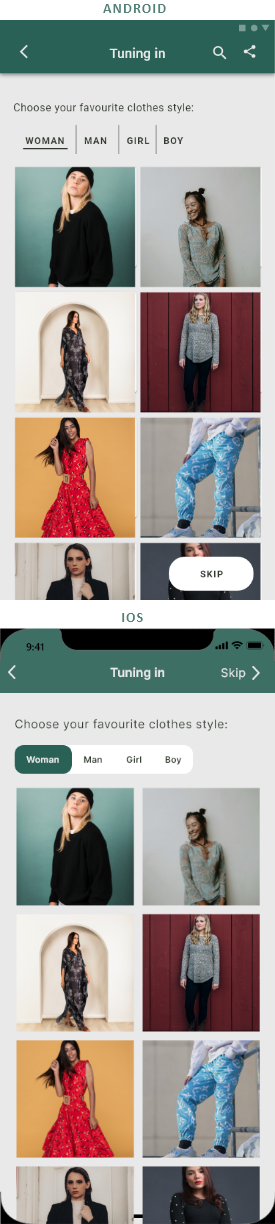 ANDROID
Tuning in
Choose your favourite clothes style:
WOMAN MAN GIRL BOY
SKIP
IOS
9:41
Tuning in Skip
Choose your favourite clothes style:
Woman Man Girl Boy